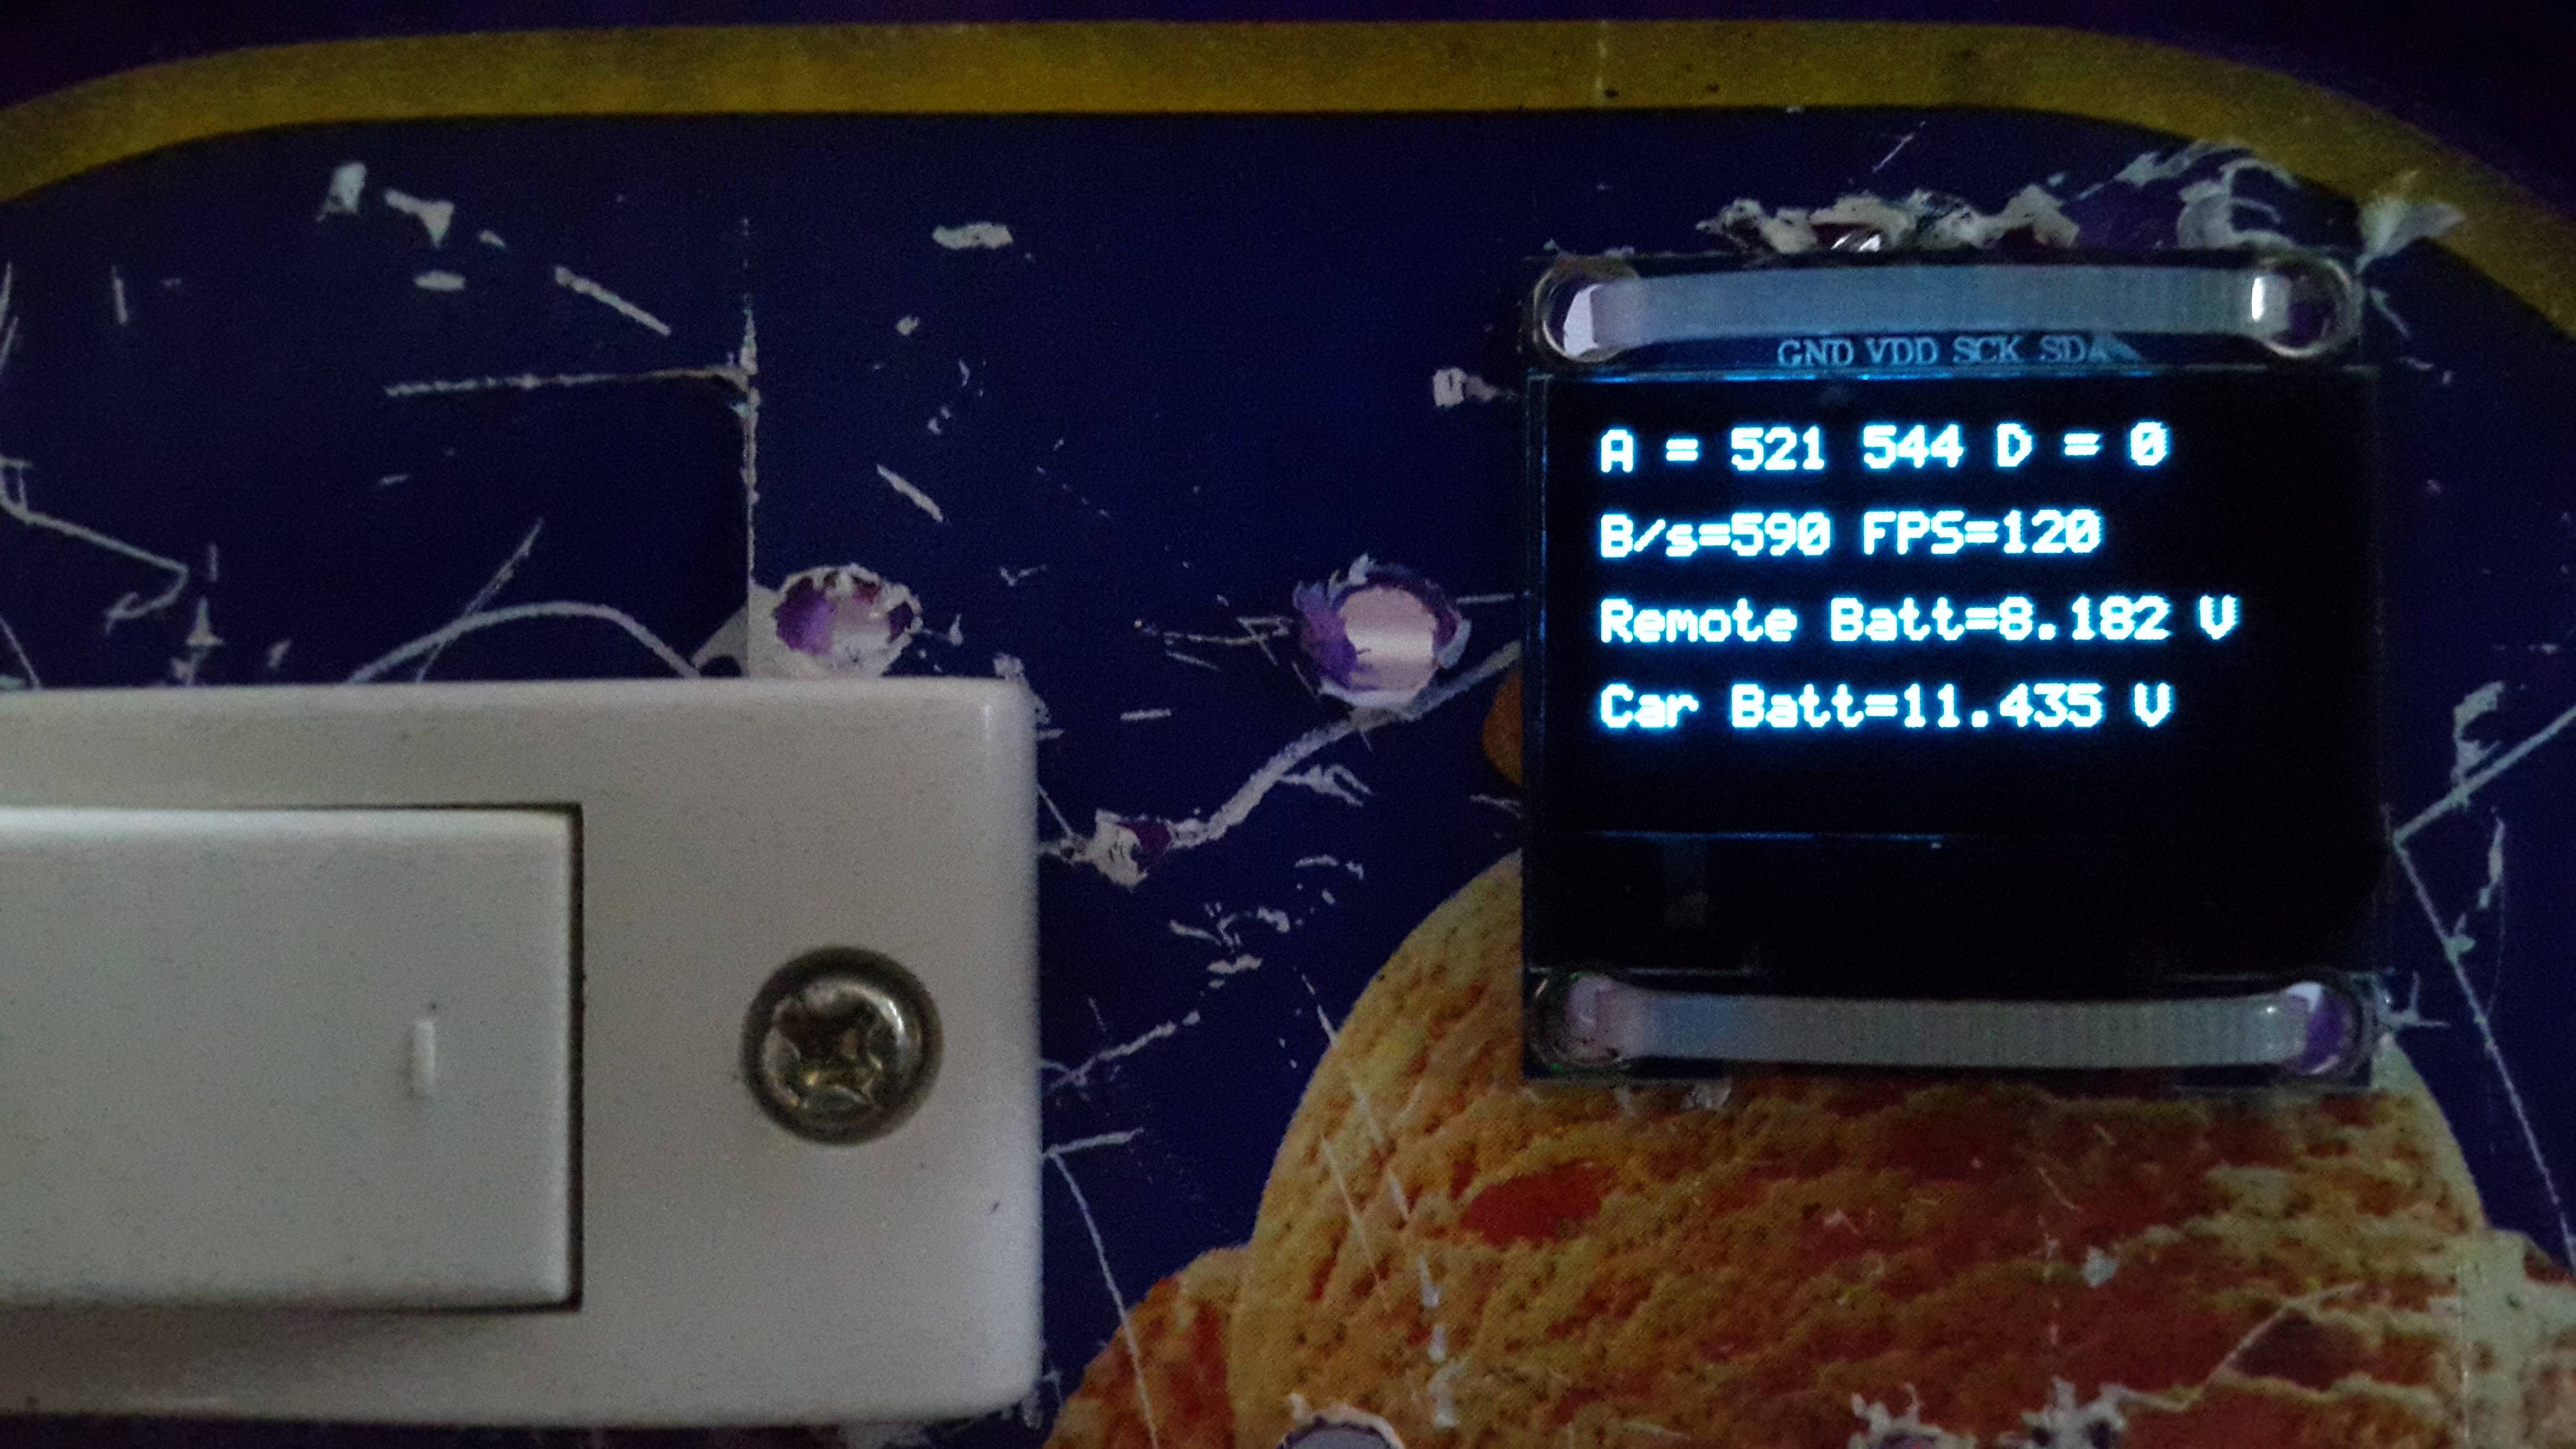 GND VDD SCK SDA
A = 521 544 D = 0
B/s=590 FPS=120
Remote Batt=8.182 V
Car Batt=11.435 V